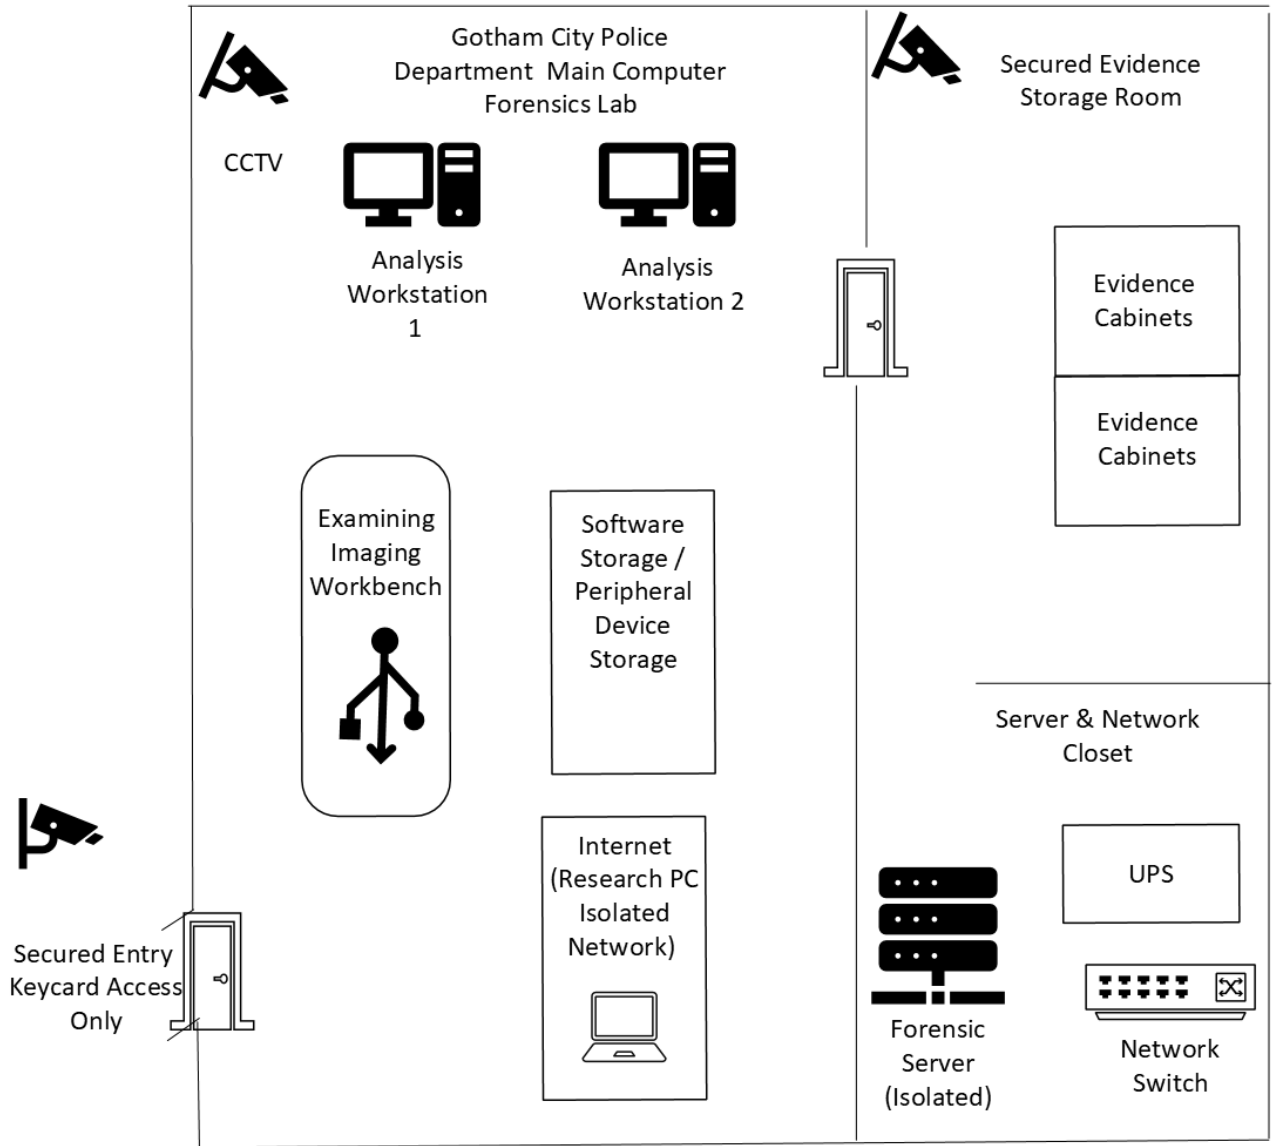 Gotham City Police
Department  Main Computer
Forensics Lab
Secured Evidence
Storage Room
CCTV
Analysis
Workstation
1
Analysis
Workstation 2
Evidence
Cabinets
Evidence
Cabinets
Examining
Imaging
Workbench
Software
Storage /
Peripheral
Device
Storage
Server & Network
Closet
Internet
(Research PC
Isolated
Network)
UPS
Secured Entry
Keycard Access
Only
Forensic
Server
(Isolated)
Network
Switch